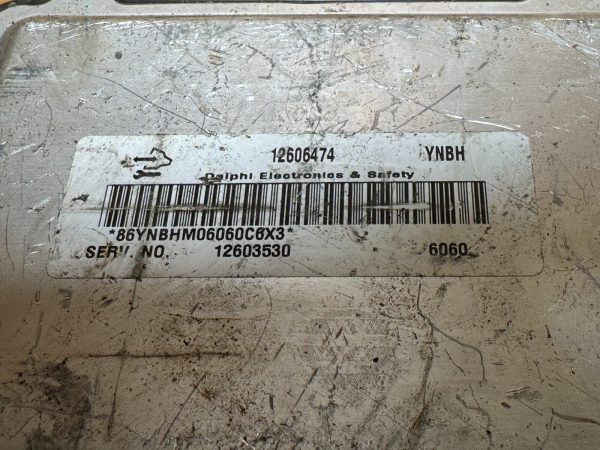 12606474 YNBH
Delphi Electronics & Safety
*86YNBHM06060C6X3*
SERV. NO. 12603530 6060